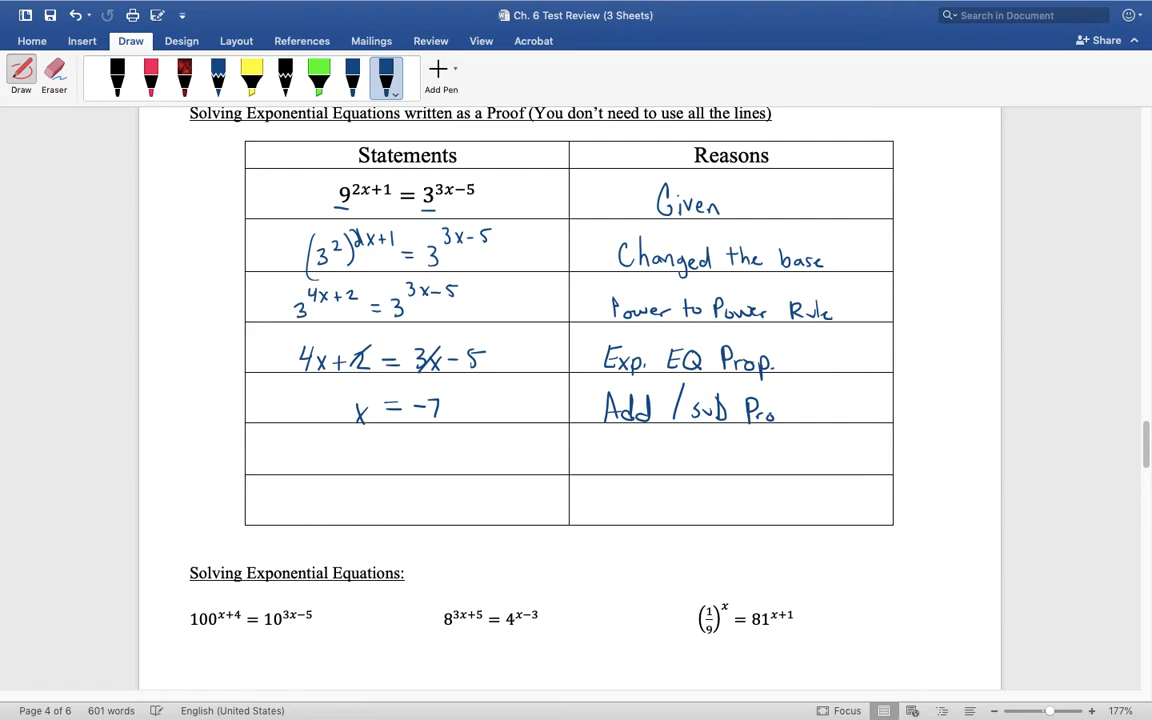 Ch. 6 Test Review (3 Sheets)
Search in Document
Home Insert Draw Design Layout References Mailings Review View Acrobat
Share
Draw Eraser Add Pen
Solving Exponential Equations written as a Proof (You don't need to use all the lines)
Statements Reasons
9^{2x+1} = 3^{3x−5} Given
(3^2)^{2x+1} = 3^{3x−5} Changed the base
3^{4x+2} = 3^{3x−5} Power to Power Rule
4x+2 = 3x−5 Exp. EQ Prop.
x = −7 Add / sub Pro
Solving Exponential Equations:
100^{x+4} = 10^{3x−5} 8^{3x+5} = 4^{x−3} (1/9)^x = 81^{x+1}
Page 4 of 6 601 words English (United States) Focus 177%